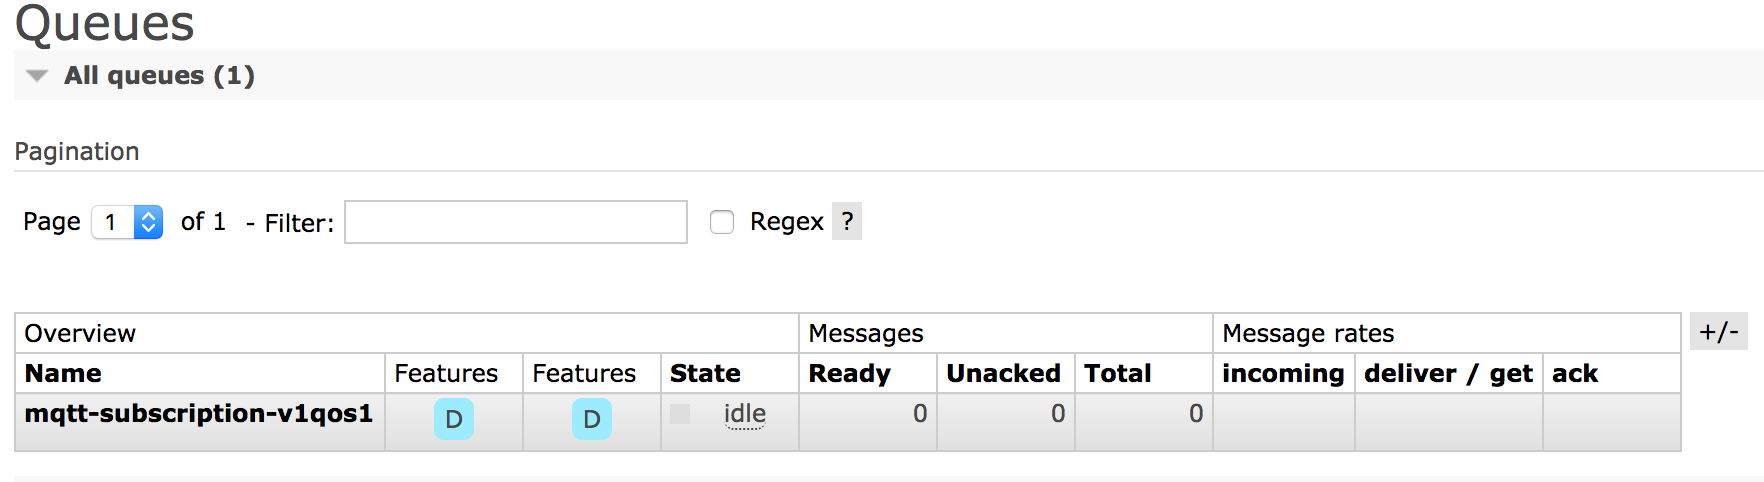 Queues
All queues (1)
Pagination
Page 1 of 1 - Filter: Regex ?
Overview Messages Message rates +/-
Name Features Features State Ready Unacked Total incoming deliver / get ack
mqtt-subscription-v1qos1 D D idle 0 0 0